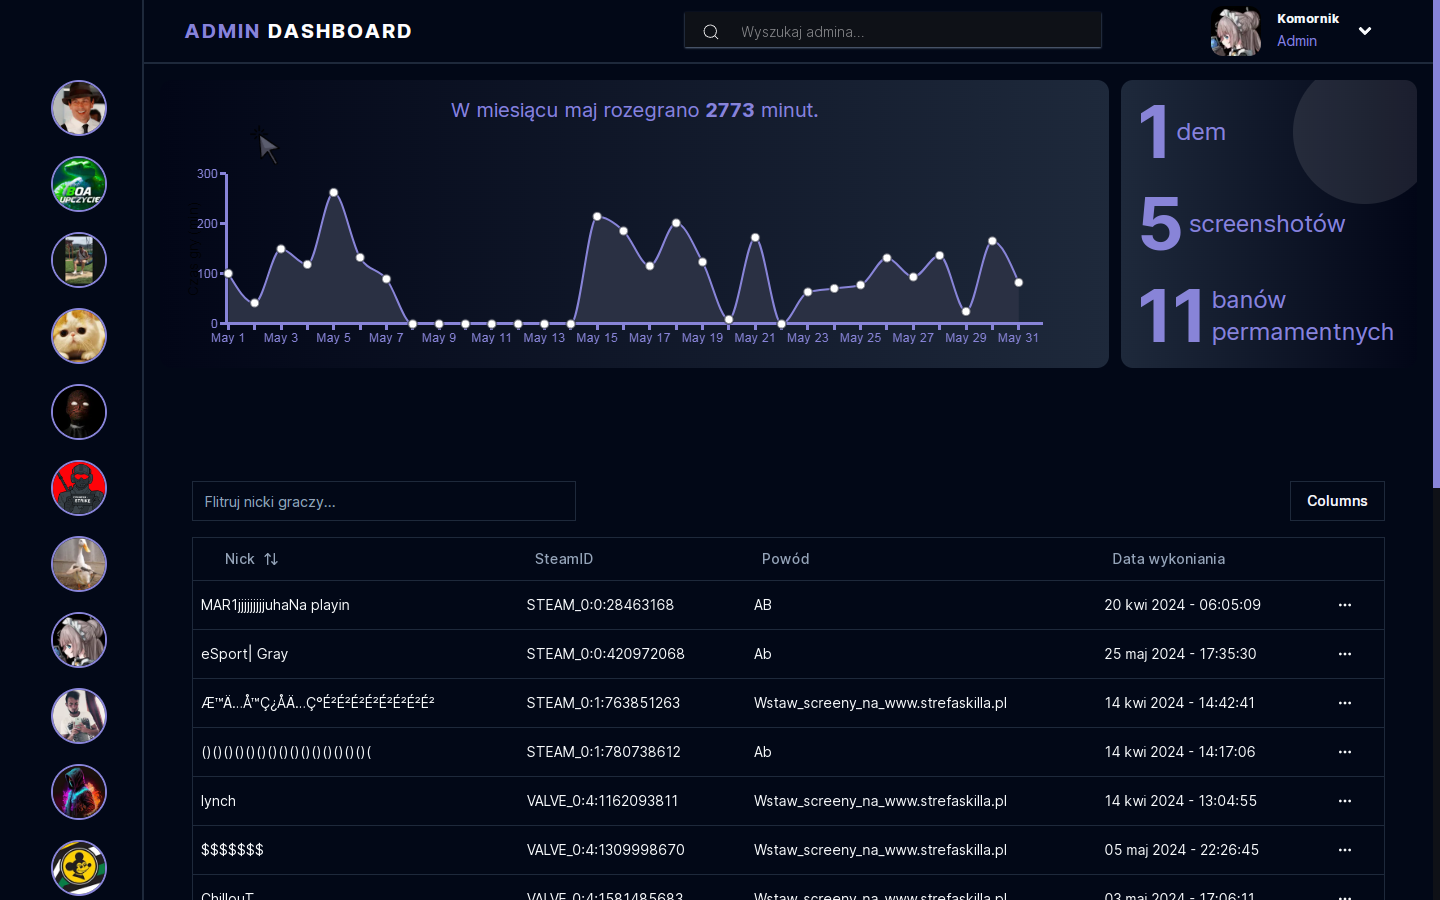 ADMIN DASHBOARD
Wyszukaj admina...
Komornik
Admin
BOA
UPCZYCIE
W miesiącu maj rozegrano 2773 minut.
300
200
100
0
May 1 May 3 May 5 May 7 May 9 May 11 May 13 May 15 May 17 May 19 May 21 May 23 May 25 May 27 May 29 May 31
1 dem
5 screenshotów
11 banów permamentnych
Flitruj nicki graczy...
Columns
Nick SteamID Powód Data wykoniania
MAR1jjjjjjjjjuhaNa playin STEAM_0:0:28463168 AB 20 kwi 2024 - 06:05:09 ...
eSport| Gray STEAM_0:0:420972068 Ab 25 maj 2024 - 17:35:30 ...
Æ™Ä…Å™Ç¿ÅÄ…Ç°É²É²É²É²É²É²É²É² STEAM_0:1:763851263 Wstaw_screeny_na_www.strefaskilla.pl 14 kwi 2024 - 14:42:41 ...
()()()()()()()()()()()()()()()( STEAM_0:1:780738612 Ab 14 kwi 2024 - 14:17:06 ...
lynch VALVE_0:4:1162093811 Wstaw_screeny_na_www.strefaskilla.pl 14 kwi 2024 - 13:04:55 ...
$$$$$$$ VALVE_0:4:1309998670 Wstaw_screeny_na_www.strefaskilla.pl 05 maj 2024 - 22:26:45 ...
ChillouT VALVE_0:4:1581485683 Wstaw_screeny_na_www.strefaskilla.pl 03 maj 2024 - 17:06:11 ...